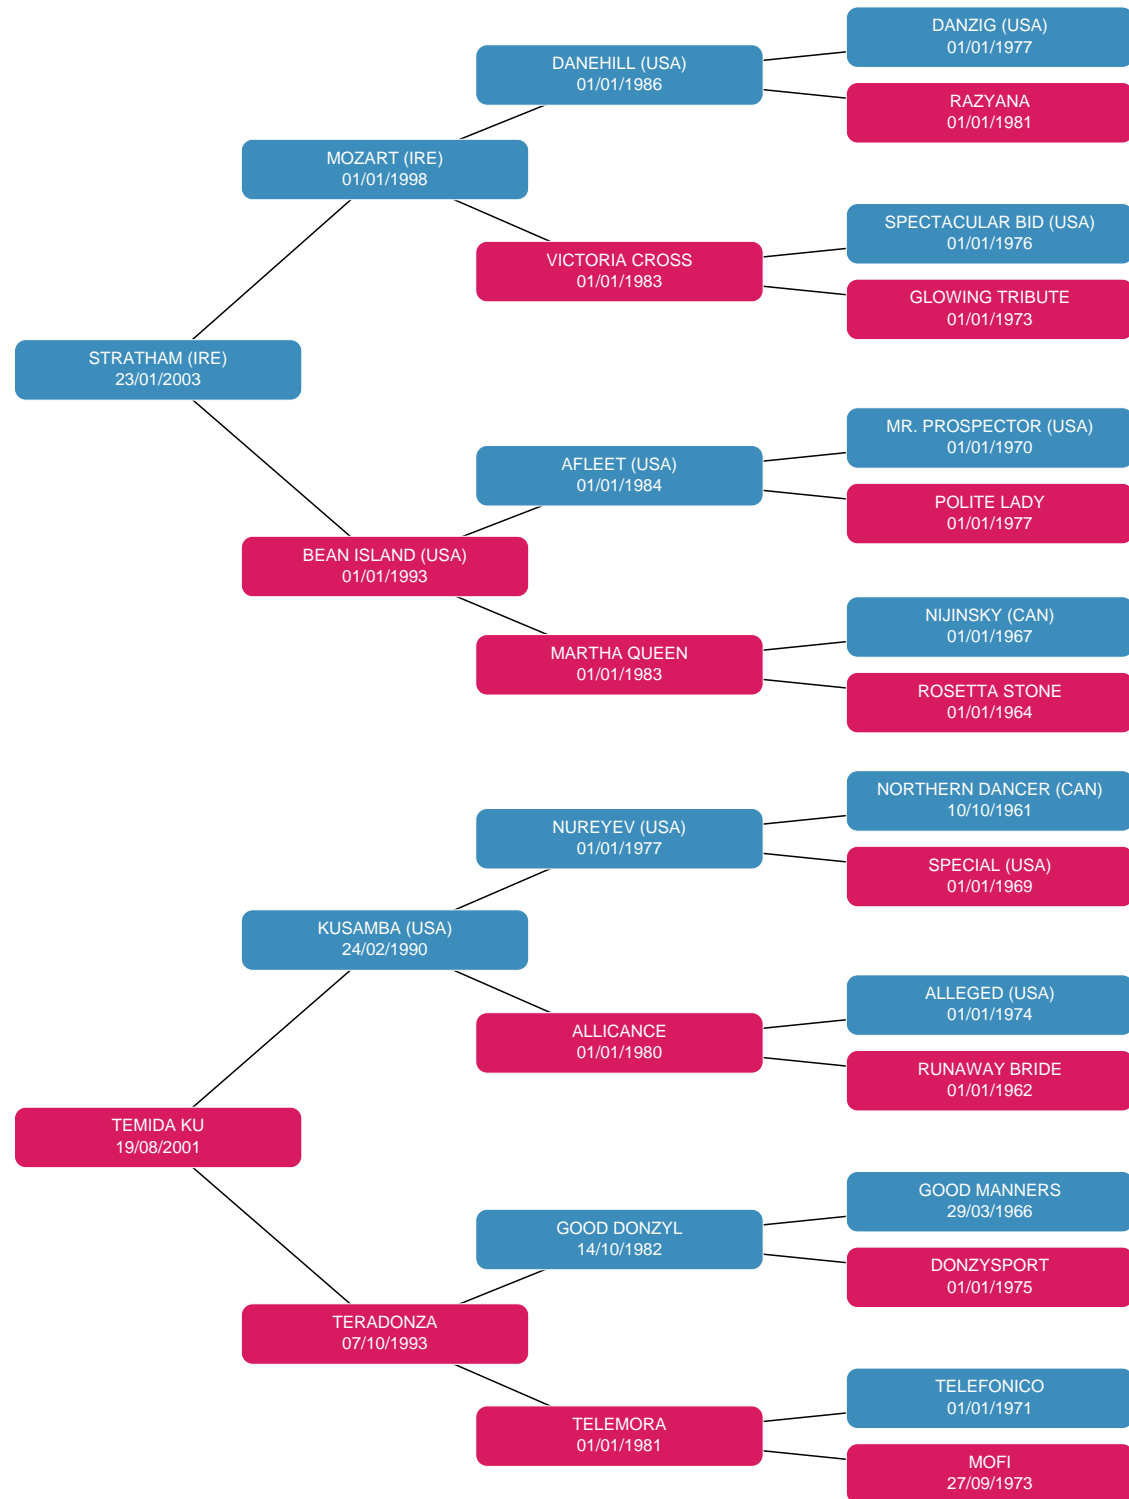 DANZIG (USA)
01/01/1977
DANEHILL (USA)
01/01/1986
RAZYANA
01/01/1981
MOZART (IRE)
01/01/1998
SPECTACULAR BID (USA)
01/01/1976
VICTORIA CROSS
01/01/1983
GLOWING TRIBUTE
01/01/1973
STRATHAM (IRE)
23/01/2003
MR. PROSPECTOR (USA)
01/01/1970
AFLEET (USA)
01/01/1984
POLITE LADY
01/01/1977
BEAN ISLAND (USA)
01/01/1993
NIJINSKY (CAN)
01/01/1967
MARTHA QUEEN
01/01/1983
ROSETTA STONE
01/01/1964
NORTHERN DANCER (CAN)
10/10/1961
NUREYEV (USA)
01/01/1977
SPECIAL (USA)
01/01/1969
KUSAMBA (USA)
24/02/1990
ALLEGED (USA)
01/01/1974
ALLICANCE
01/01/1980
RUNAWAY BRIDE
01/01/1962
TEMIDA KU
19/08/2001
GOOD MANNERS
29/03/1966
GOOD DONZYL
14/10/1982
DONZYSPORT
01/01/1975
TERADONZA
07/10/1993
TELEFONICO
01/01/1971
TELEMORA
01/01/1981
MOFI
27/09/1973